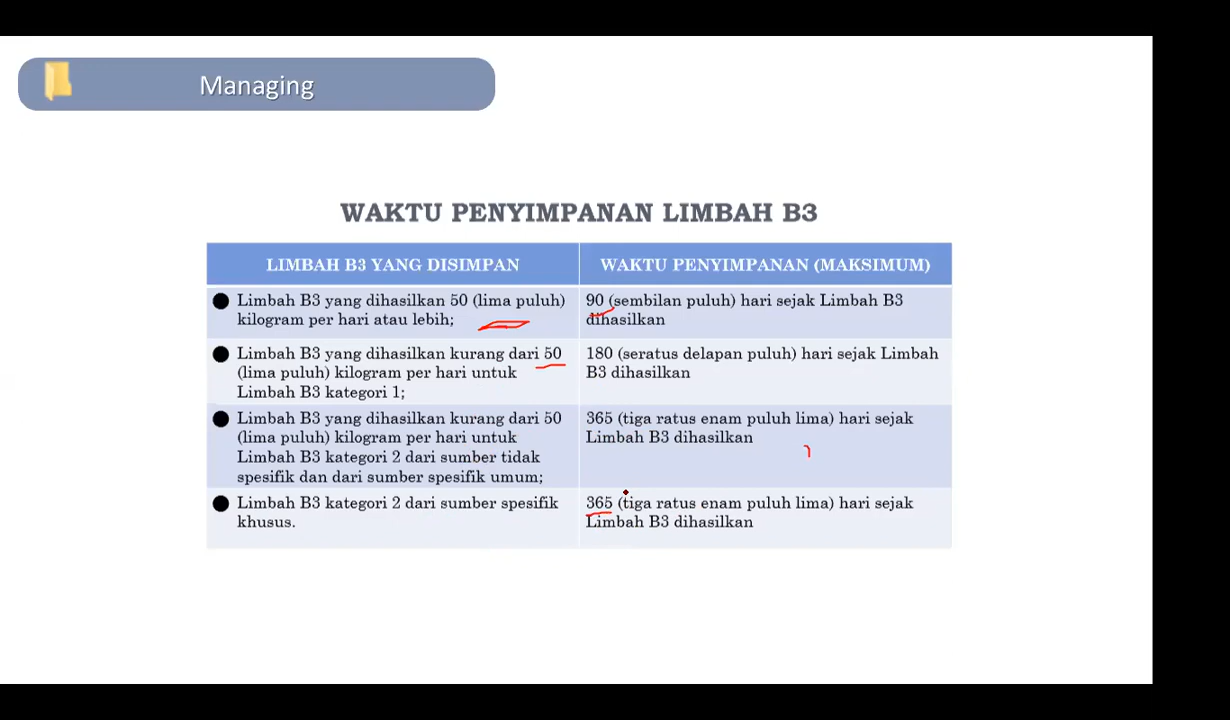 Managing
WAKTU PENYIMPANAN LIMBAH B3
LIMBAH B3 YANG DISIMPAN
WAKTU PENYIMPANAN (MAKSIMUM)
Limbah B3 yang dihasilkan 50 (lima puluh)
kilogram per hari atau lebih;
90 (sembilan puluh) hari sejak Limbah B3
dihasilkan
Limbah B3 yang dihasilkan kurang dari 50
(lima puluh) kilogram per hari untuk
Limbah B3 kategori 1;
180 (seratus delapan puluh) hari sejak Limbah
B3 dihasilkan
Limbah B3 yang dihasilkan kurang dari 50
(lima puluh) kilogram per hari untuk
Limbah B3 kategori 2 dari sumber tidak
spesifik dan dari sumber spesifik umum;
365 (tiga ratus enam puluh lima) hari sejak
Limbah B3 dihasilkan
Limbah B3 kategori 2 dari sumber spesifik
khusus.
365 (tiga ratus enam puluh lima) hari sejak
Limbah B3 dihasilkan